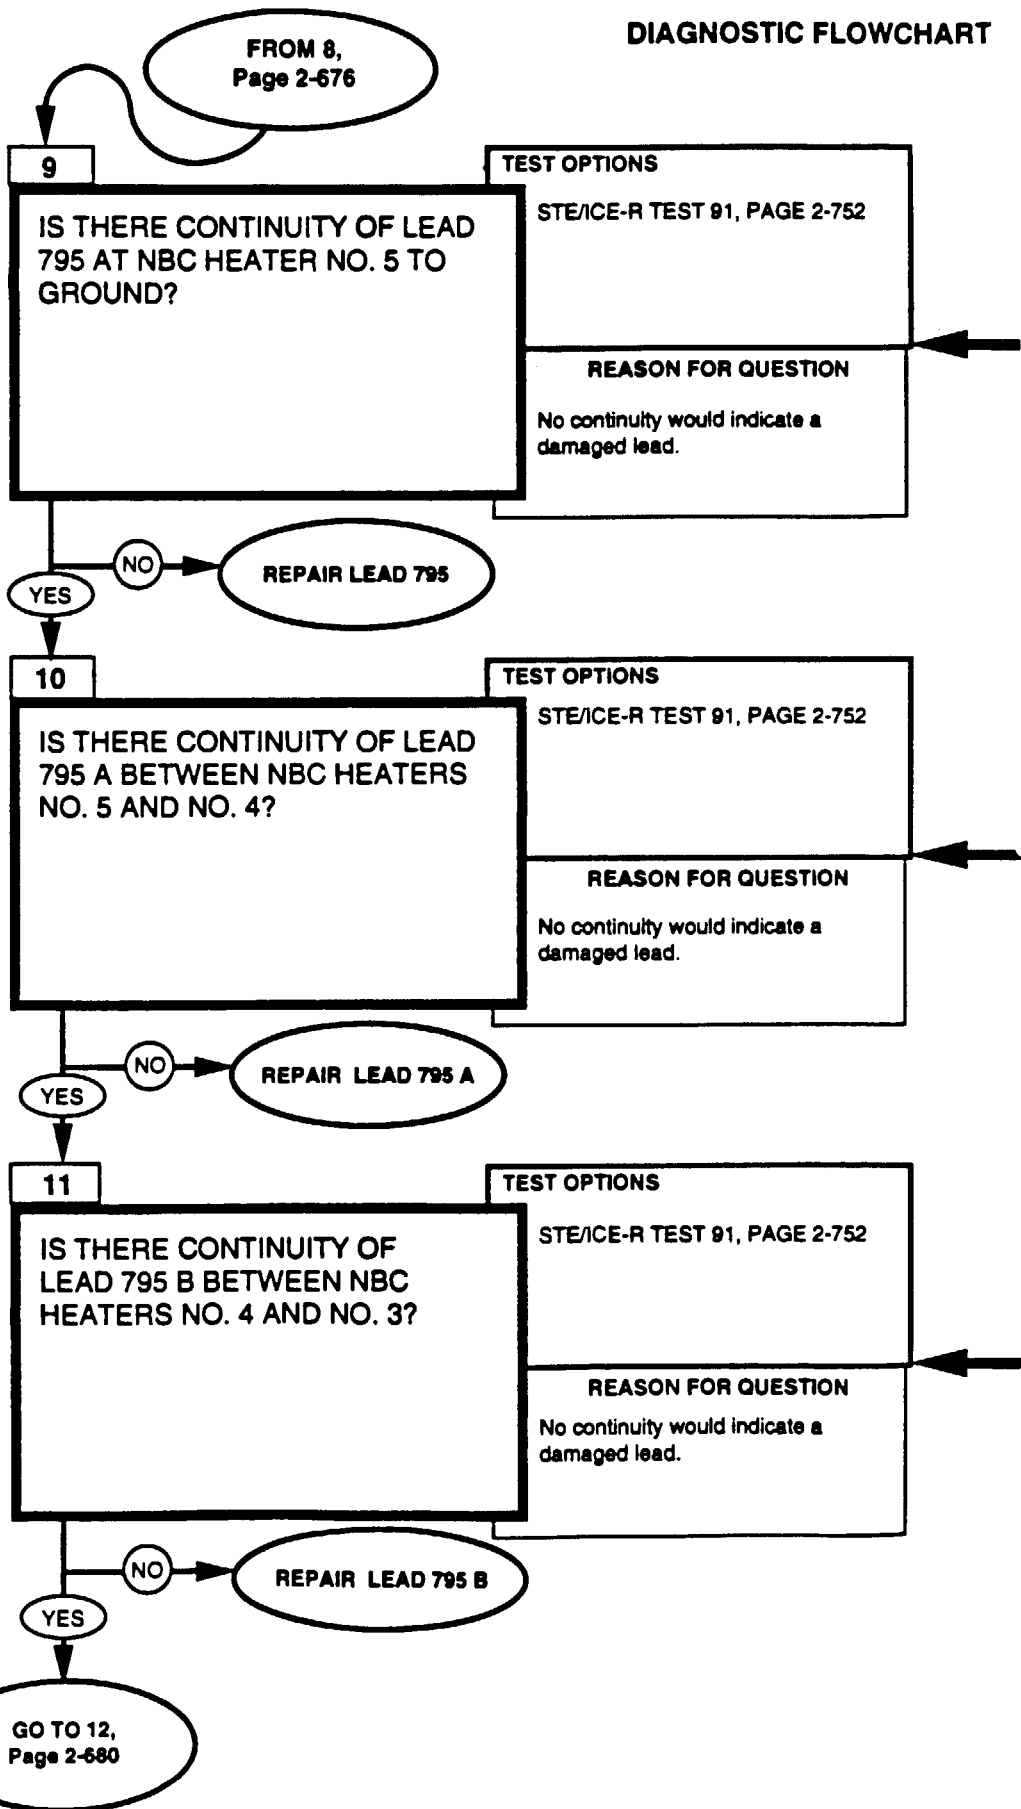 DIAGNOSTIC FLOWCHART
FROM 8,
Page 2-676
9
IS THERE CONTINUITY OF LEAD
795 AT NBC HEATER NO. 5 TO
GROUND?
TEST OPTIONS
STE/ICE-R TEST 91, PAGE 2-752
REASON FOR QUESTION
No continuity would indicate a
damaged lead.
NO
REPAIR LEAD 795
YES
10
IS THERE CONTINUITY OF LEAD
795 A BETWEEN NBC HEATERS
NO. 5 AND NO. 4?
TEST OPTIONS
STE/ICE-R TEST 91, PAGE 2-752
REASON FOR QUESTION
No continuity would indicate a
damaged lead.
NO
REPAIR LEAD 795 A
YES
11
IS THERE CONTINUITY OF
LEAD 795 B BETWEEN NBC
HEATERS NO. 4 AND NO. 3?
TEST OPTIONS
STE/ICE-R TEST 91, PAGE 2-752
REASON FOR QUESTION
No continuity would indicate a
damaged lead.
NO
REPAIR LEAD 795 B
YES
GO TO 12,
Page 2-680